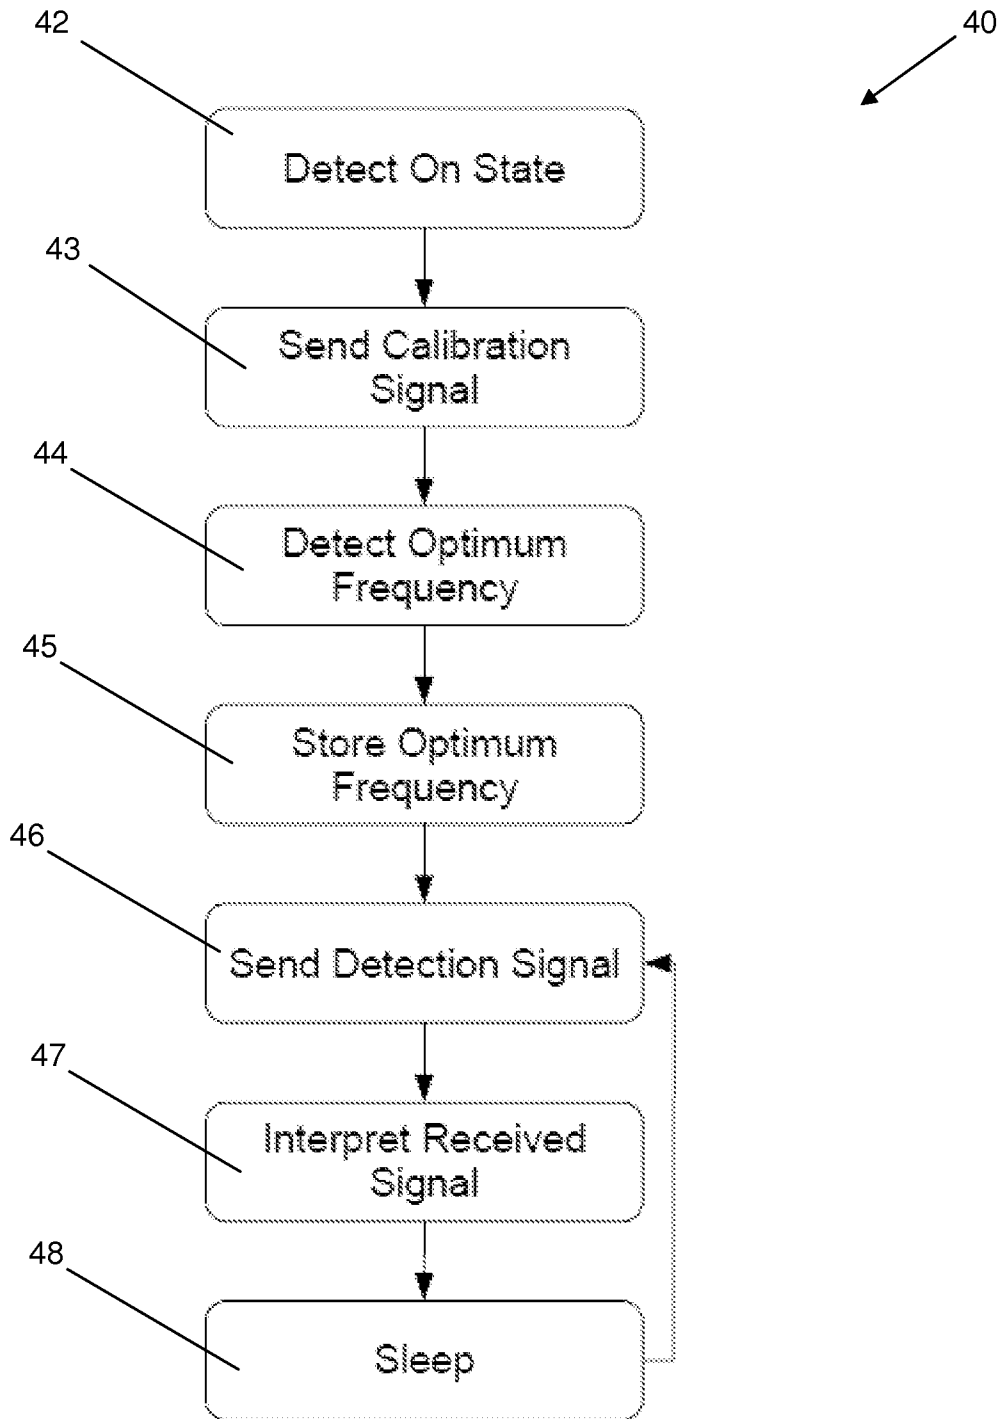 42
40
Detect On State
43
Send Calibration
Signal
44
Detect Optimum
Frequency
45
Store Optimum
Frequency
46
Send Detection Signal
47
Interpret Received
Signal
48
Sleep